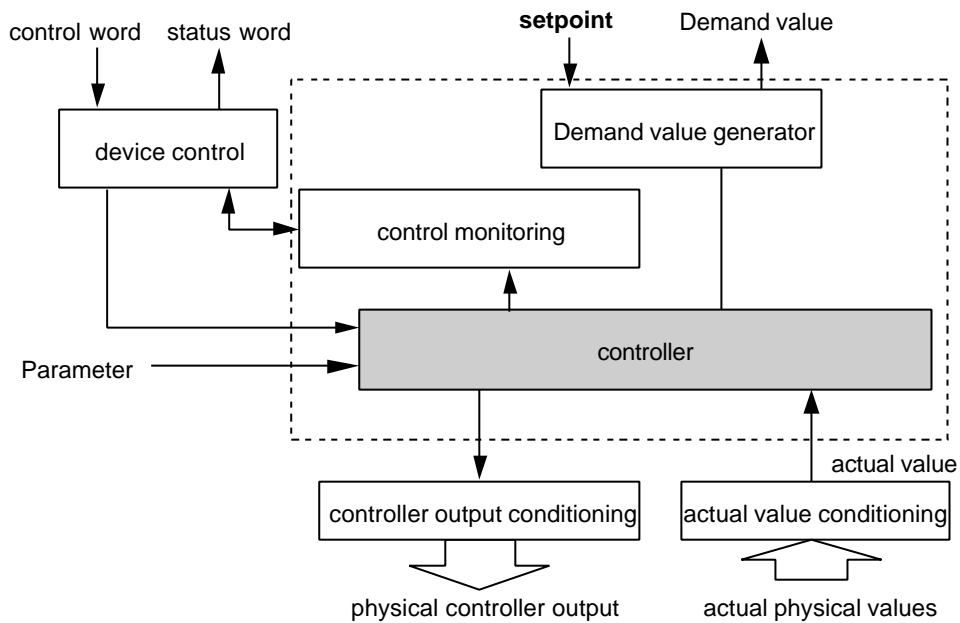 control word
status word
setpoint
Demand value
device control
Demand value generator
control monitoring
controller
Parameter
actual value
controller output conditioning
actual value conditioning
physical controller output
actual physical values